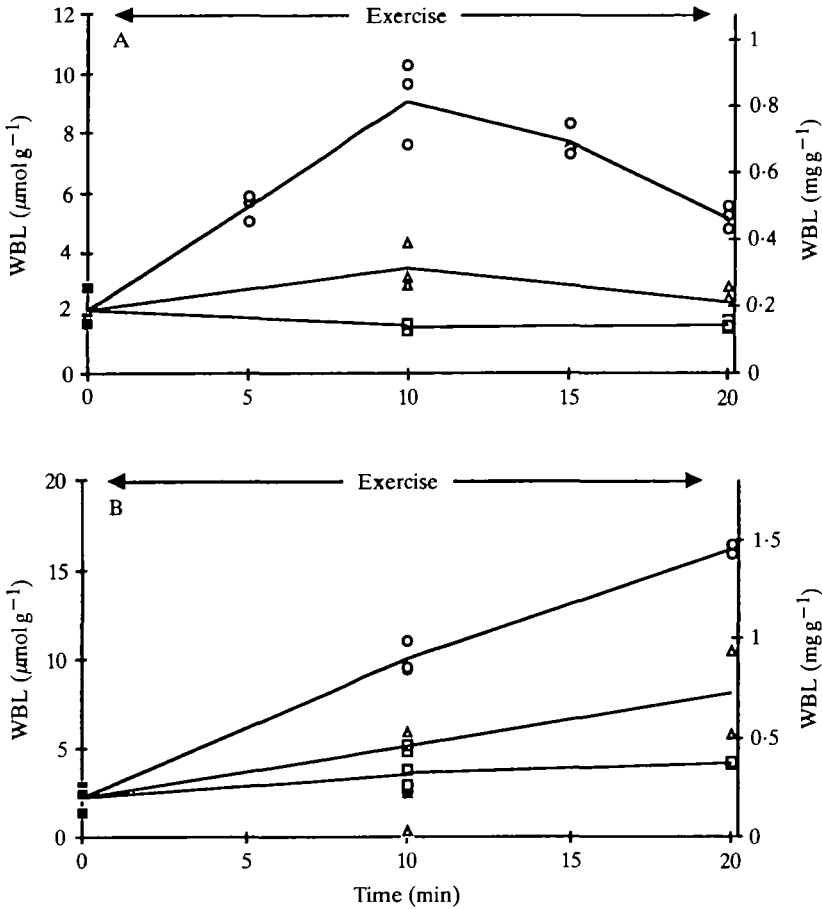 Exercise
A
WBL (μmol g⁻¹)
12
10
8
6
4
2
0
WBL (mg g⁻¹)
1
0·8
0·6
0·4
0·2
0
0 5 10 15 20
Exercise
B
WBL (μmol g⁻¹)
20
15
10
5
0
WBL (mg g⁻¹)
1·5
1
0·5
0
0 5 10 15 20
Time (min)